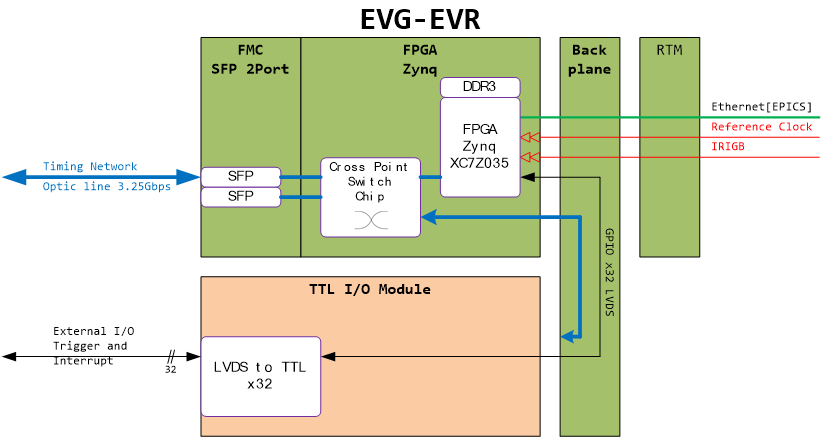 EVG-EVR
FMC
SFP 2Port
FPGA
Zynq
Back
plane
RTM
DDR3
FPGA
Zynq
XC7Z035
Ethernet[EPICS]
Reference Clock
IRIGB
Timing Network
Optic line 3.25Gbps
SFP
SFP
Cross Point
Switch
Chip
GPIO x32 LVDS
TTL I/O Module
External I/O
Trigger and
Interrupt
32
LVDS to TTL
x32